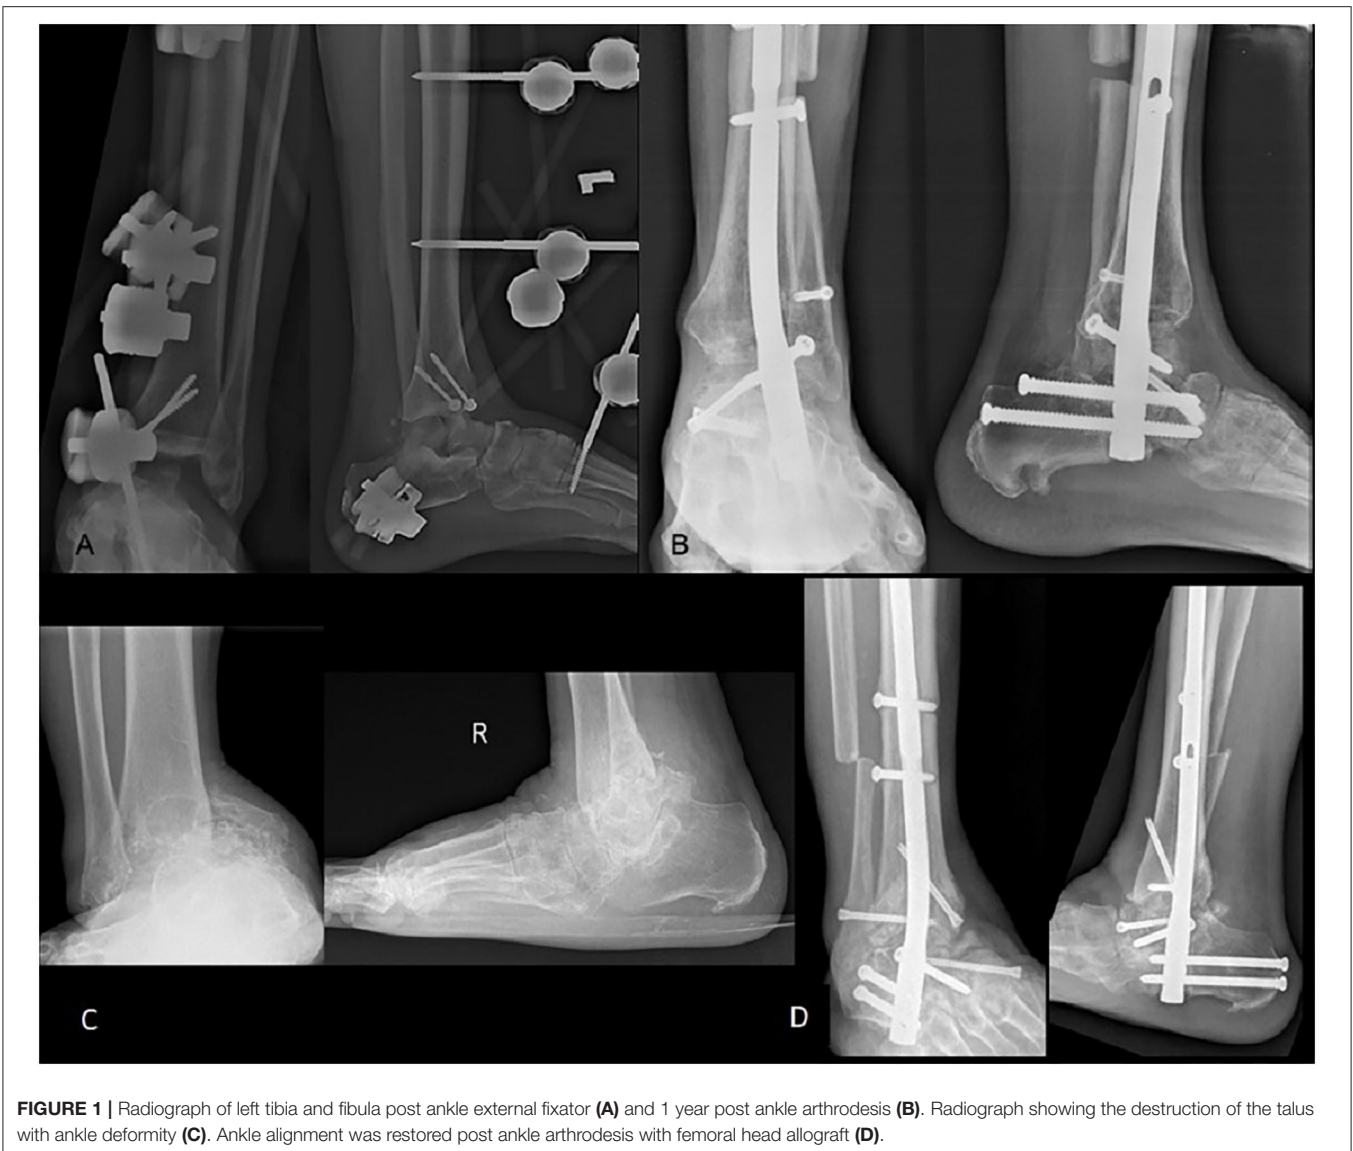 A
B
R
C
D
FIGURE 1 | Radiograph of left tibia and fibula post ankle external fixator (A) and 1 year post ankle arthrodesis (B). Radiograph showing the destruction of the talus
with ankle deformity (C). Ankle alignment was restored post ankle arthrodesis with femoral head allograft (D).